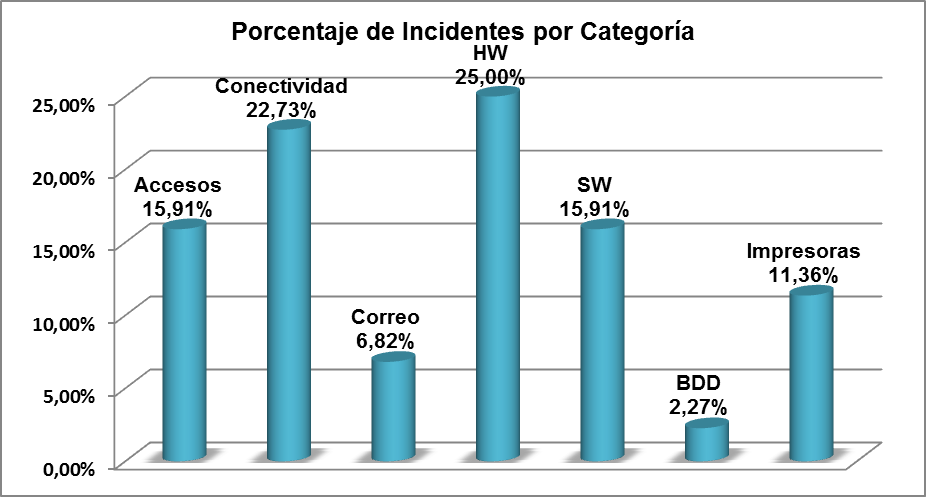 Porcentaje de Incidentes por Categoría
HW
25,00%
Conectividad
22,73%
Accesos
15,91%
SW
15,91%
Impresoras
11,36%
Correo
6,82%
BDD
2,27%
25,00%
20,00%
15,00%
10,00%
5,00%
0,00%